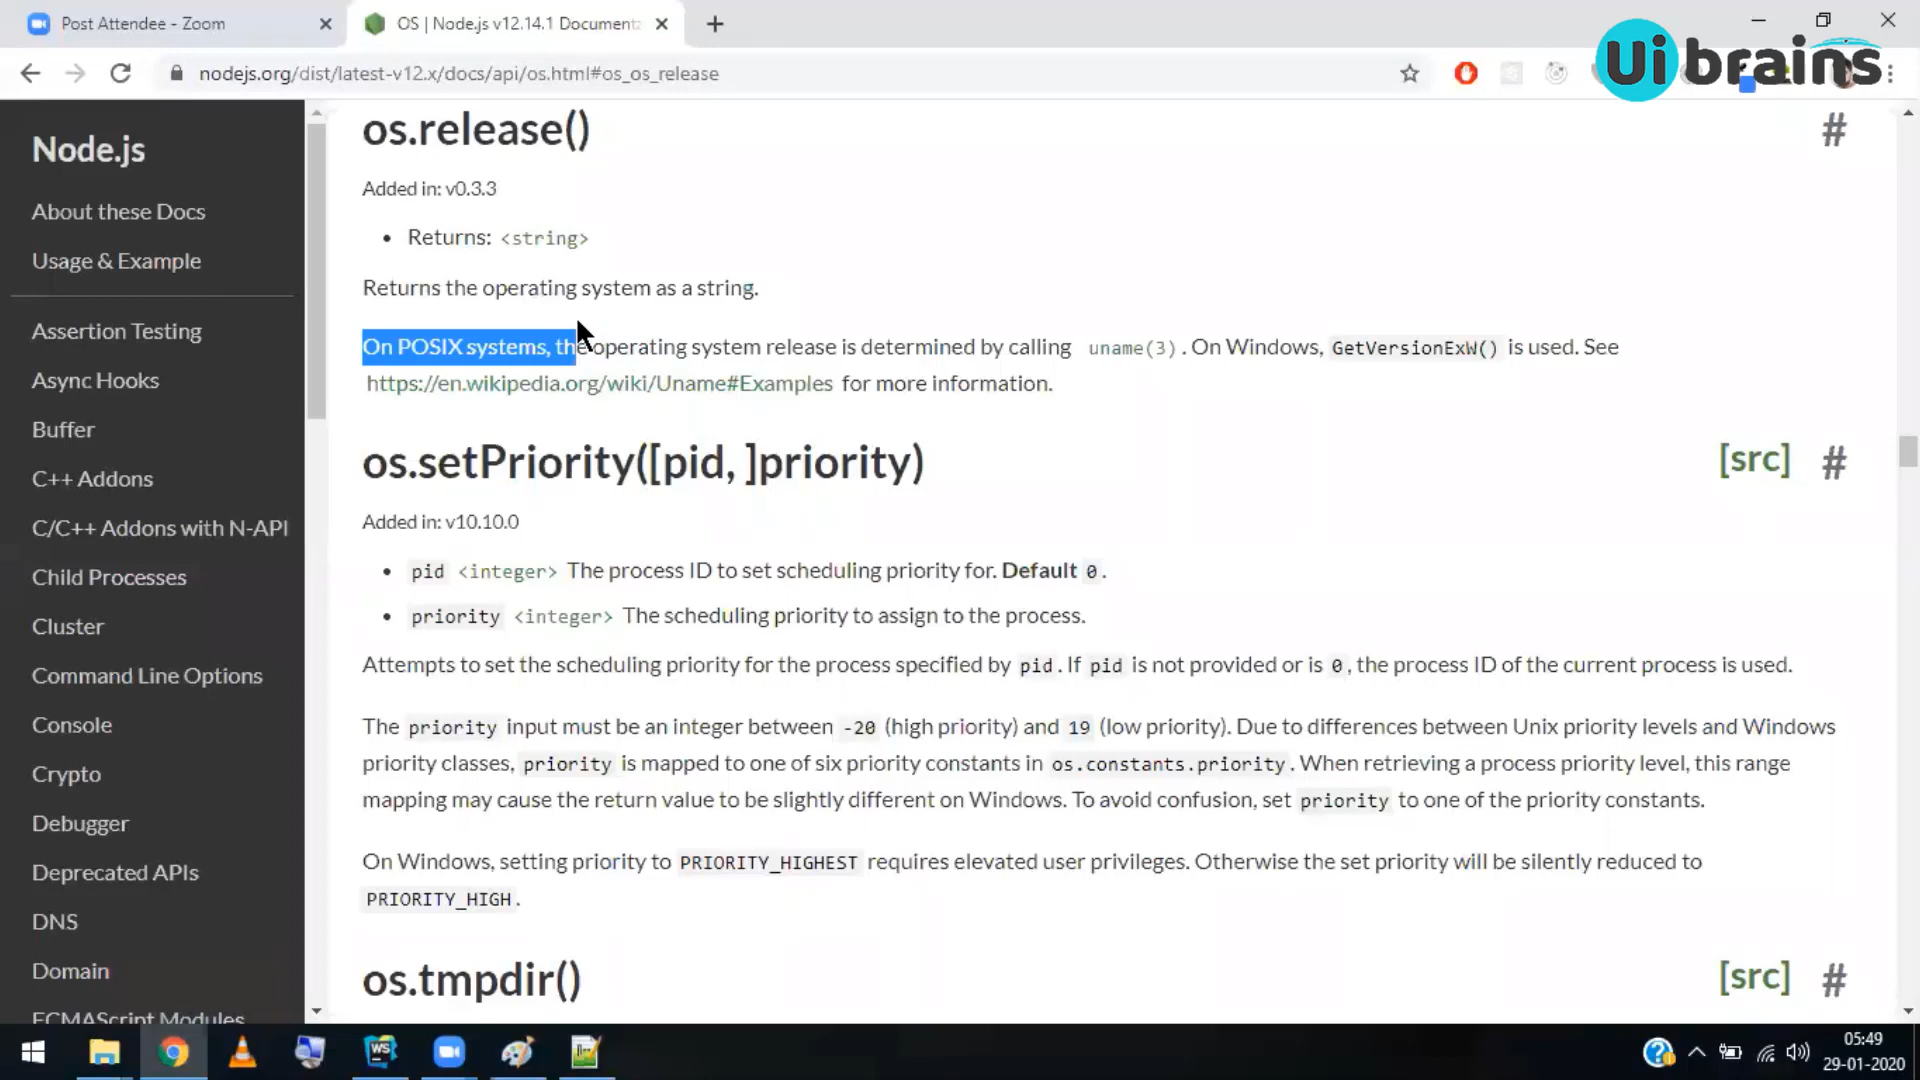 Post Attendee - Zoom
OS | Node.js v12.14.1 Documenta
nodejs.org/dist/latest-v12.x/docs/api/os.html#os_os_release
Uibrains
Node.js
About these Docs
Usage & Example
Assertion Testing
Async Hooks
Buffer
C++ Addons
C/C++ Addons with N-API
Child Processes
Cluster
Command Line Options
Console
Crypto
Debugger
Deprecated APIs
DNS
Domain
ECMAScript Modules
os.release() #
Added in: v0.3.3
• Returns: <string>
Returns the operating system as a string.
On POSIX systems, the operating system release is determined by calling uname(3). On Windows, GetVersionExW() is used. See
https://en.wikipedia.org/wiki/Uname#Examples for more information.
os.setPriority([pid, ]priority) [src] #
Added in: v10.10.0
• pid <integer> The process ID to set scheduling priority for. Default 0.
• priority <integer> The scheduling priority to assign to the process.
Attempts to set the scheduling priority for the process specified by pid. If pid is not provided or is 0, the process ID of the current process is used.
The priority input must be an integer between -20 (high priority) and 19 (low priority). Due to differences between Unix priority levels and Windows
priority classes, priority is mapped to one of six priority constants in os.constants.priority. When retrieving a process priority level, this range
mapping may cause the return value to be slightly different on Windows. To avoid confusion, set priority to one of the priority constants.
On Windows, setting priority to PRIORITY_HIGHEST requires elevated user privileges. Otherwise the set priority will be silently reduced to
PRIORITY_HIGH.
os.tmpdir() [src] #
WS
05:49
29-01-2020